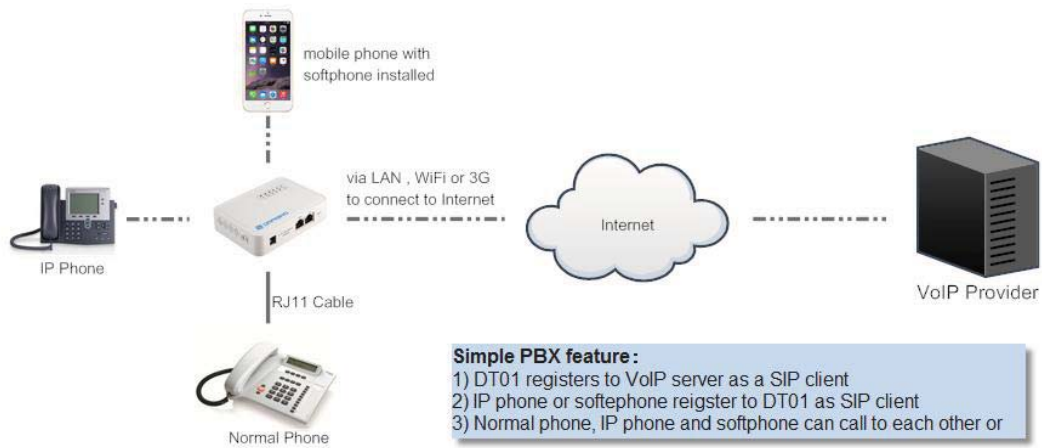 mobile phone with
softphone installed
via LAN , WiFi or 3G
to connect to Internet
Internet
IP Phone
RJ11 Cable
VoIP Provider
Normal Phone
Simple PBX feature:
1) DT01 registers to VoIP server as a SIP client
2) IP phone or softephone reigster to DT01 as SIP client
3) Normal phone, IP phone and softphone can call to each other or